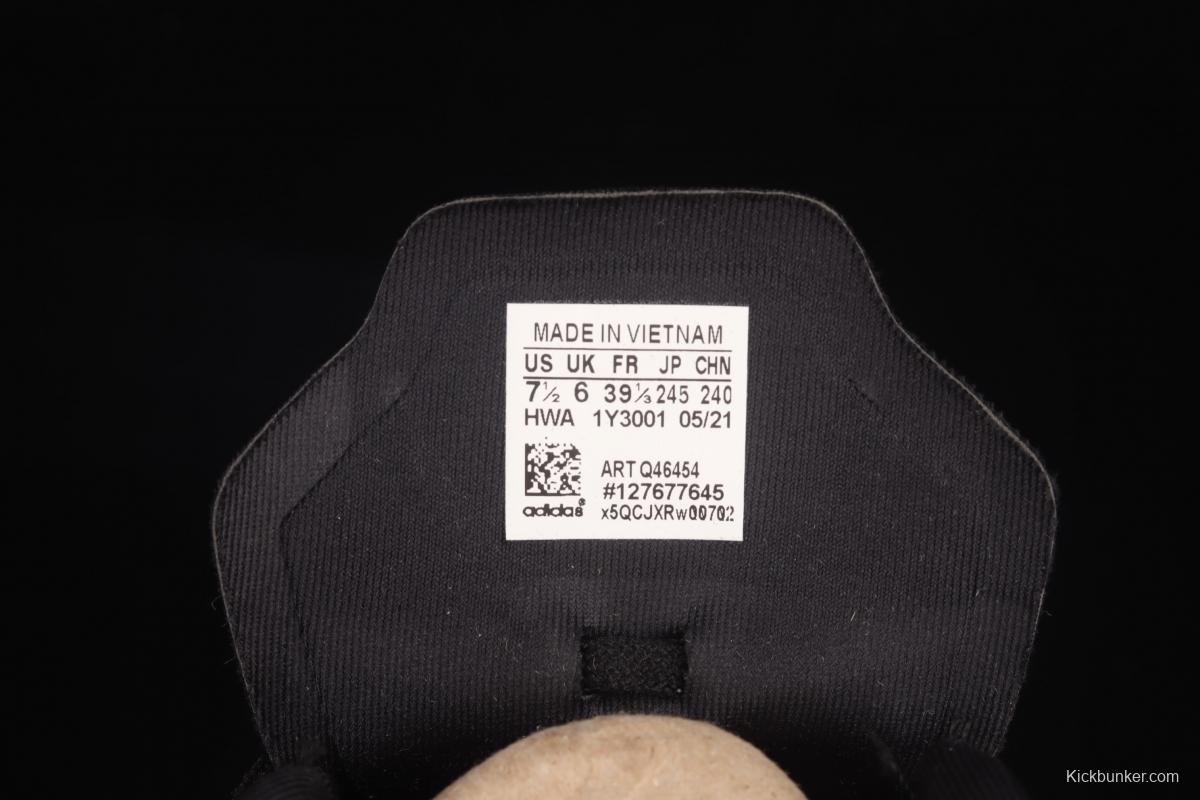 MADE IN VIETNAM
US UK FR JP CHN
7½ 6 39⅓ 245 240
HWA 1Y3001 05/21
ART Q46454
#127677645
adidas®
x5QCJXRw00702
Kickbunker.com